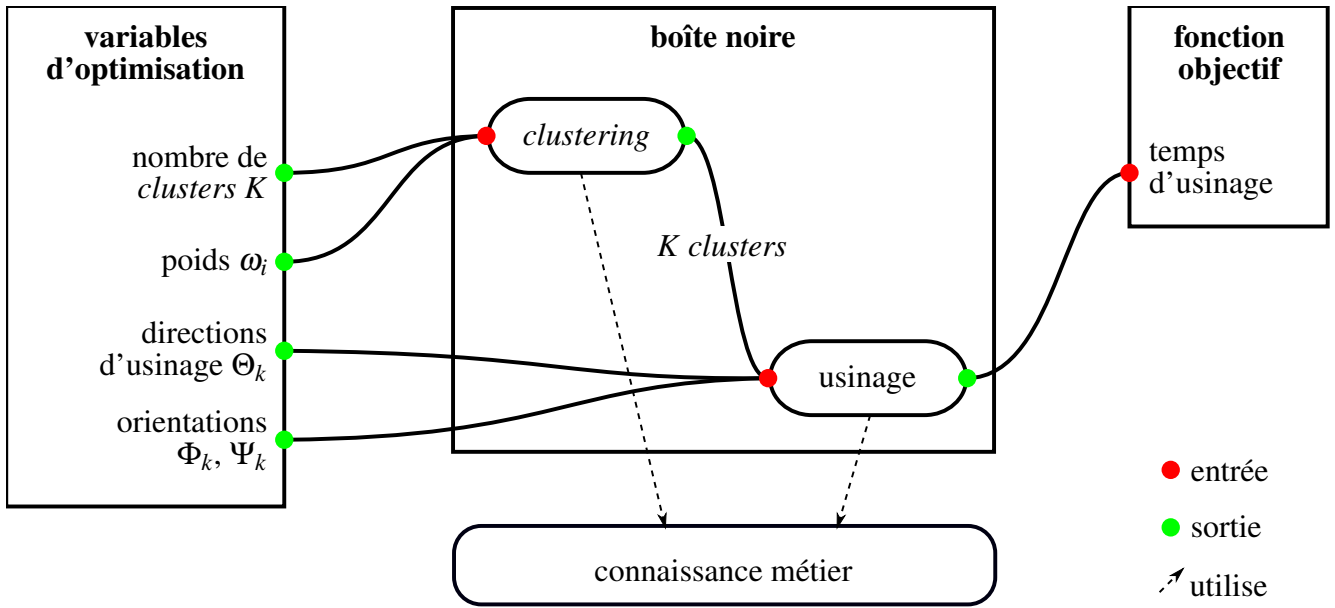 variables
d'optimisation
nombre de
clusters K
poids ω_i
directions
d'usinage Θ_k
orientations
Φ_k, Ψ_k
boîte noire
clustering
K clusters
usinage
fonction
objectif
temps
d'usinage
connaissance métier
entrée
sortie
utilise